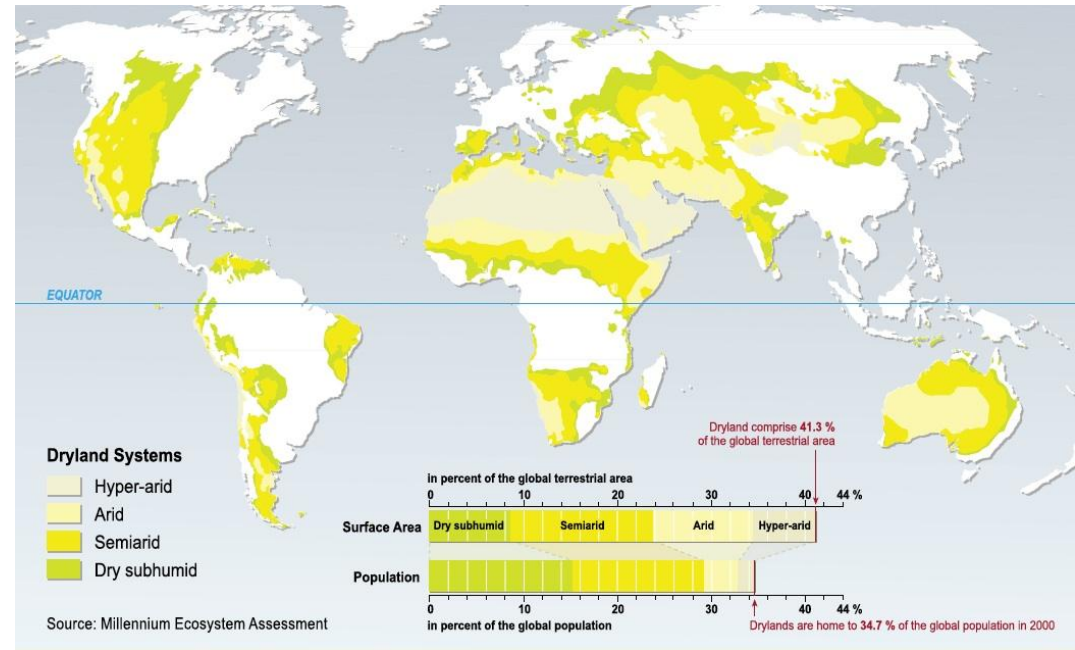 EQUATOR
Dryland Systems
Hyper-arid
Arid
Semiarid
Dry subhumid
Source: Millennium Ecosystem Assessment
Dryland comprise 41.3 %
of the global terrestrial area
in percent of the global terrestrial area
0 10 20 30 40 44 %
Surface Area Dry subhumid Semiarid Arid Hyper-arid
Population
0 10 20 30 40 44 %
in percent of the global population
Drylands are home to 34.7 % of the global population in 2000